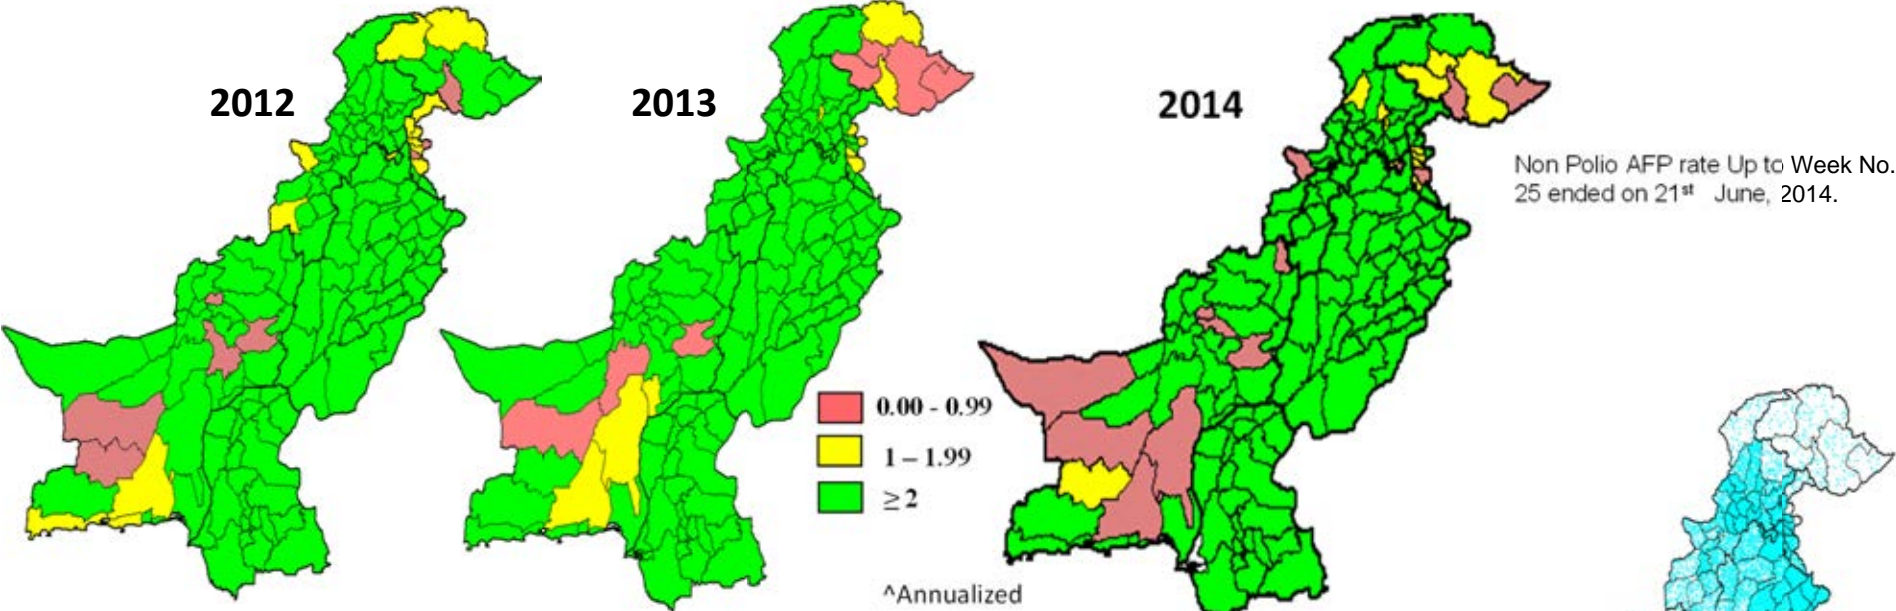 2012
2013
2014
Non Polio AFP rate Up to Week No.
25 ended on 21st June, 2014.
0.00 - 0.99
1 – 1.99
≥ 2
^Annualized